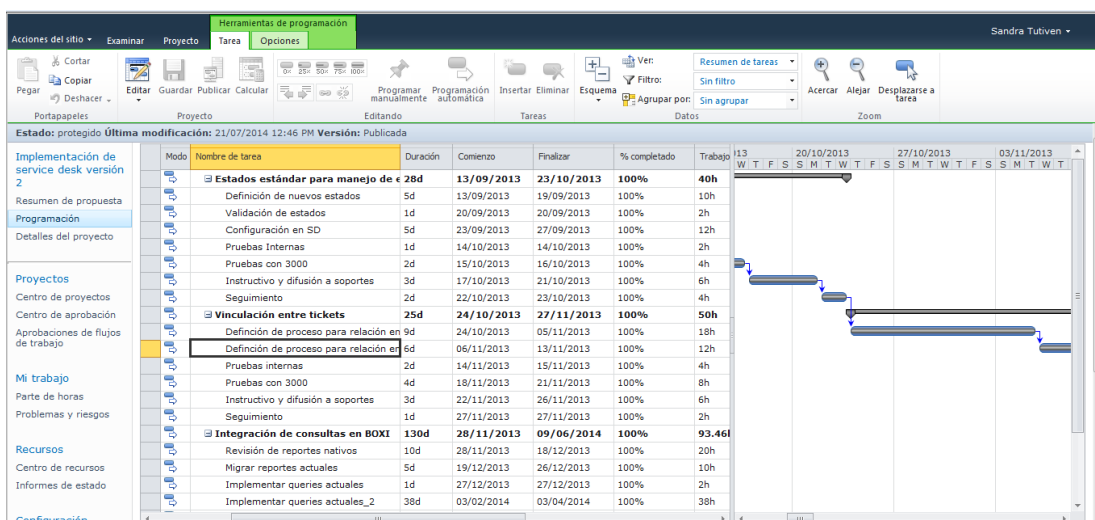 Herramientas de programación
Acciones del sitio Examinar Proyecto Tarea Opciones Sandra Tutiven
Pegar
Cortar
Copiar
Deshacer
Portapapeles
Editar Guardar Publicar Calcular
Proyecto
0% 25% 50% 75% 100%
Programar manualmente
Programación automática
Editando
Insertar Eliminar
Tareas
Esquema
Ver: Resumen de tareas
Filtro: Sin filtro
Agrupar por: Sin agrupar
Datos
Acercar Alejar Desplazarse a tarea
Zoom
Estado: protegido Última modificación: 21/07/2014 12:46 PM Versión: Publicada
Implementación de
service desk versión
2
Resumen de propuesta
Programación
Detalles del proyecto
Proyectos
Centro de proyectos
Centro de aprobación
Aprobaciones de flujos
de trabajo
Mi trabajo
Parte de horas
Problemas y riesgos
Recursos
Centro de recursos
Informes de estado
Configuración
Modo Nombre de tarea Duración Comienzo Finalizar % completado Trabajo
Estados estándar para manejo de e 28d 13/09/2013 23/10/2013 100% 40h
Definición de nuevos estados 5d 13/09/2013 19/09/2013 100% 10h
Validación de estados 1d 20/09/2013 20/09/2013 100% 2h
Configuración en SD 5d 23/09/2013 27/09/2013 100% 12h
Pruebas Internas 1d 14/10/2013 14/10/2013 100% 2h
Pruebas con 3000 2d 15/10/2013 16/10/2013 100% 4h
Instructivo y difusión a soportes 3d 17/10/2013 21/10/2013 100% 6h
Seguimiento 2d 22/10/2013 23/10/2013 100% 4h
Vinculación entre tickets 25d 24/10/2013 27/11/2013 100% 50h
Definción de proceso para relación en 9d 24/10/2013 05/11/2013 100% 18h
Definción de proceso para relación en 6d 06/11/2013 13/11/2013 100% 12h
Pruebas internas 2d 14/11/2013 15/11/2013 100% 4h
Pruebas con 3000 4d 18/11/2013 21/11/2013 100% 8h
Instructivo y difusión a soportes 3d 22/11/2013 26/11/2013 100% 6h
Seguimiento 1d 27/11/2013 27/11/2013 100% 2h
Integración de consultas en BOXI 130d 28/11/2013 09/06/2014 100% 93.46h
Revisión de reportes nativos 10d 28/11/2013 18/12/2013 100% 20h
Migrar reportes actuales 5d 19/12/2013 26/12/2013 100% 10h
Implementar queries actuales 1d 27/12/2013 27/12/2013 100% 2h
Implementar queries actuales_2 38d 03/02/2014 03/04/2014 100% 38h
013 20/10/2013 27/10/2013 03/11/2013
W T F S S M T W T F S S M T W T F S S M T W T